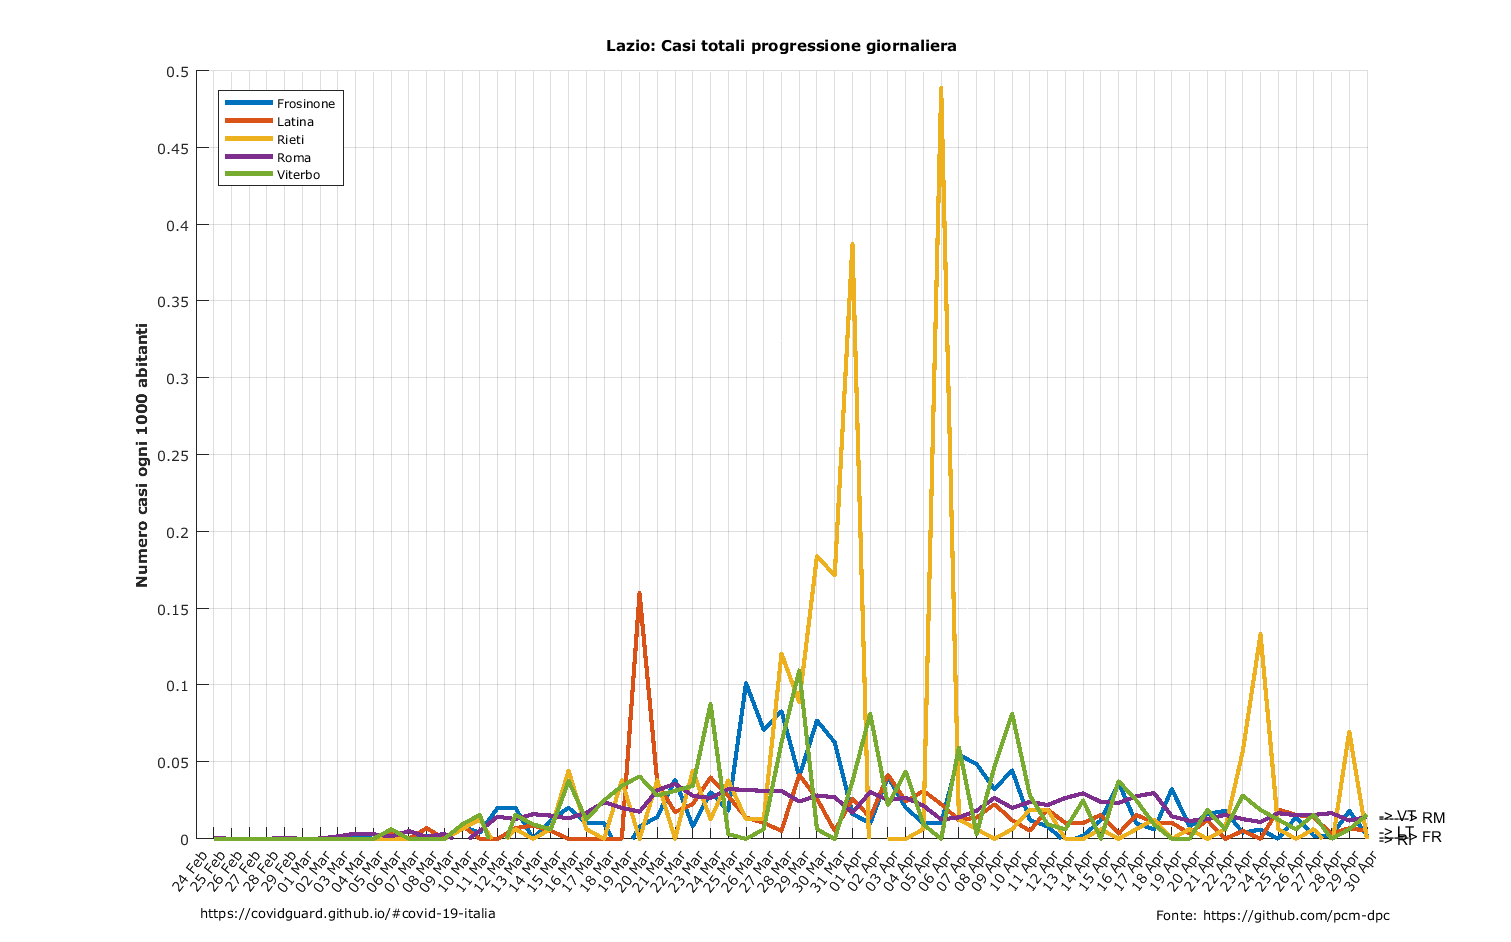 Lazio: Casi totali progressione giornaliera
Numero casi ogni 1000 abitanti
0.5
0.45
0.4
0.35
0.3
0.25
0.2
0.15
0.1
0.05
0
Frosinone
Latina
Rieti
Roma
Viterbo
24 Feb
25 Feb
26 Feb
27 Feb
28 Feb
29 Feb
01 Mar
02 Mar
03 Mar
04 Mar
05 Mar
06 Mar
07 Mar
08 Mar
09 Mar
10 Mar
11 Mar
12 Mar
13 Mar
14 Mar
15 Mar
16 Mar
17 Mar
18 Mar
19 Mar
20 Mar
21 Mar
22 Mar
23 Mar
24 Mar
25 Mar
26 Mar
27 Mar
28 Mar
29 Mar
30 Mar
31 Mar
01 Apr
02 Apr
03 Apr
04 Apr
05 Apr
06 Apr
07 Apr
08 Apr
09 Apr
10 Apr
11 Apr
12 Apr
13 Apr
14 Apr
15 Apr
16 Apr
17 Apr
18 Apr
19 Apr
20 Apr
21 Apr
22 Apr
23 Apr
24 Apr
25 Apr
26 Apr
27 Apr
28 Apr
29 Apr
30 Apr
-> VT
--> RM
-> LT
--> FR
-> RI
https://covidguard.github.io/#covid-19-italia
Fonte: https://github.com/pcm-dpc